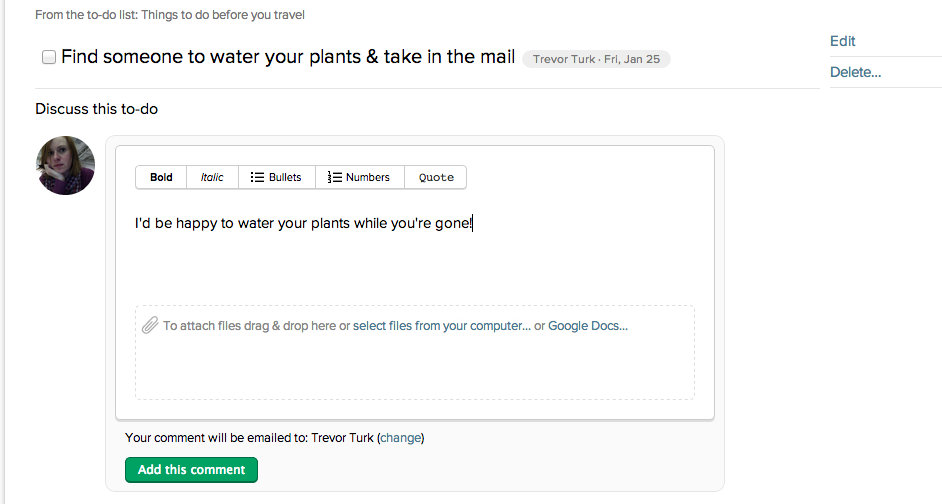 From the to-do list: Things to do before you travel
Find someone to water your plants & take in the mail Trevor Turk · Fri, Jan 25
Edit
Delete...
Discuss this to-do
Bold Italic Bullets Numbers Quote
I'd be happy to water your plants while you're gone!
To attach files drag & drop here or select files from your computer... or Google Docs...
Your comment will be emailed to: Trevor Turk (change)
Add this comment